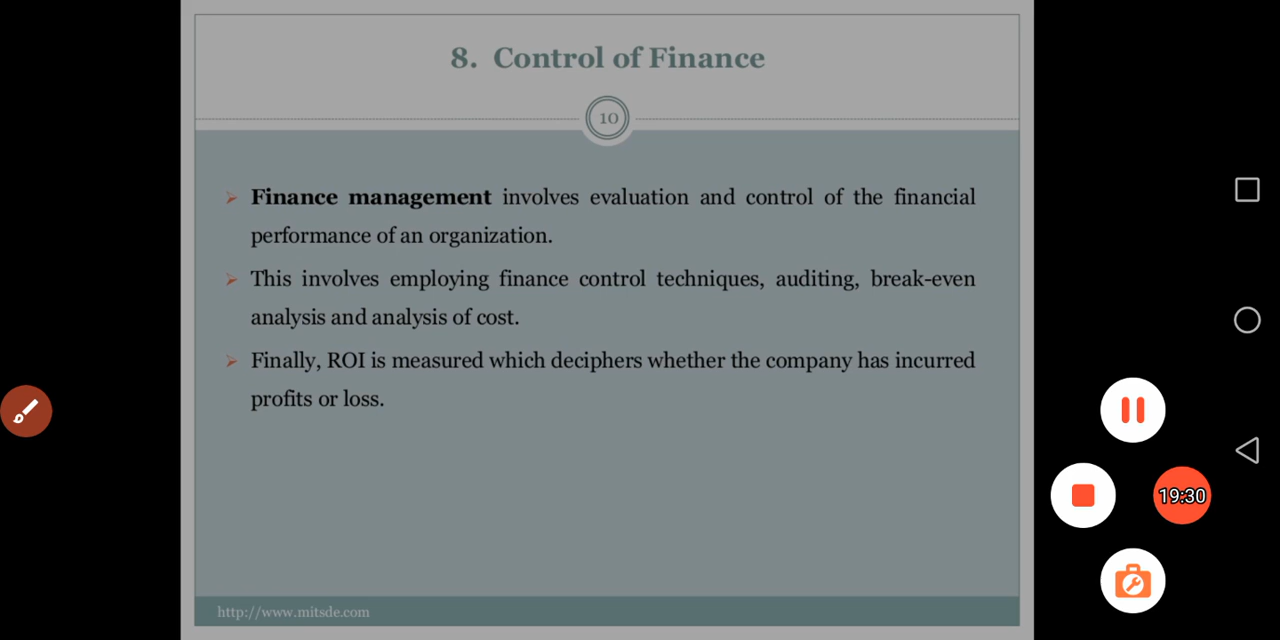 8. Control of Finance
10
Finance management involves evaluation and control of the financial
performance of an organization.
This involves employing finance control techniques, auditing, break-even
analysis and analysis of cost.
Finally, ROI is measured which deciphers whether the company has incurred
profits or loss.
19:30
http://www.mitsde.com